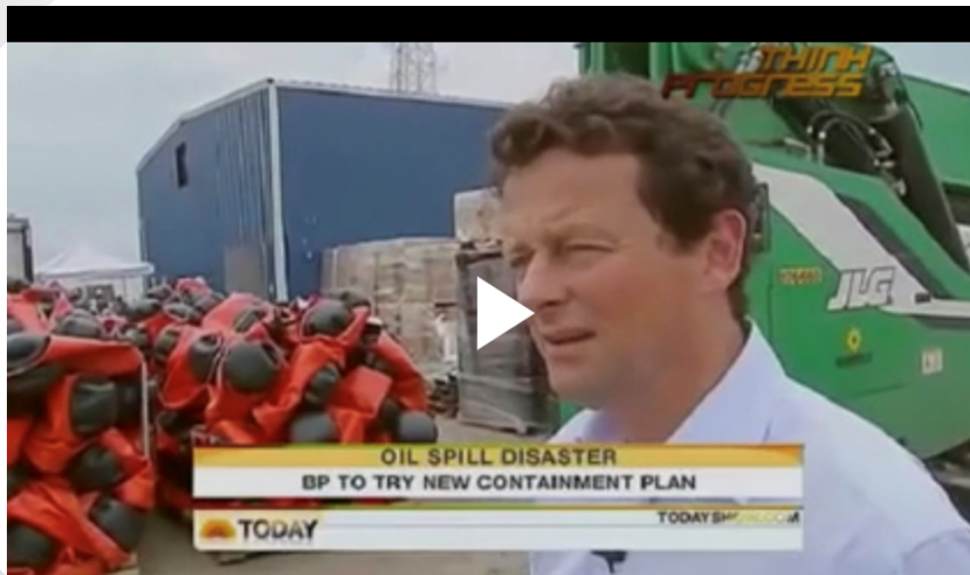 THINK
PROGRESS
JLG
OIL SPILL DISASTER
BP TO TRY NEW CONTAINMENT PLAN
TODAY